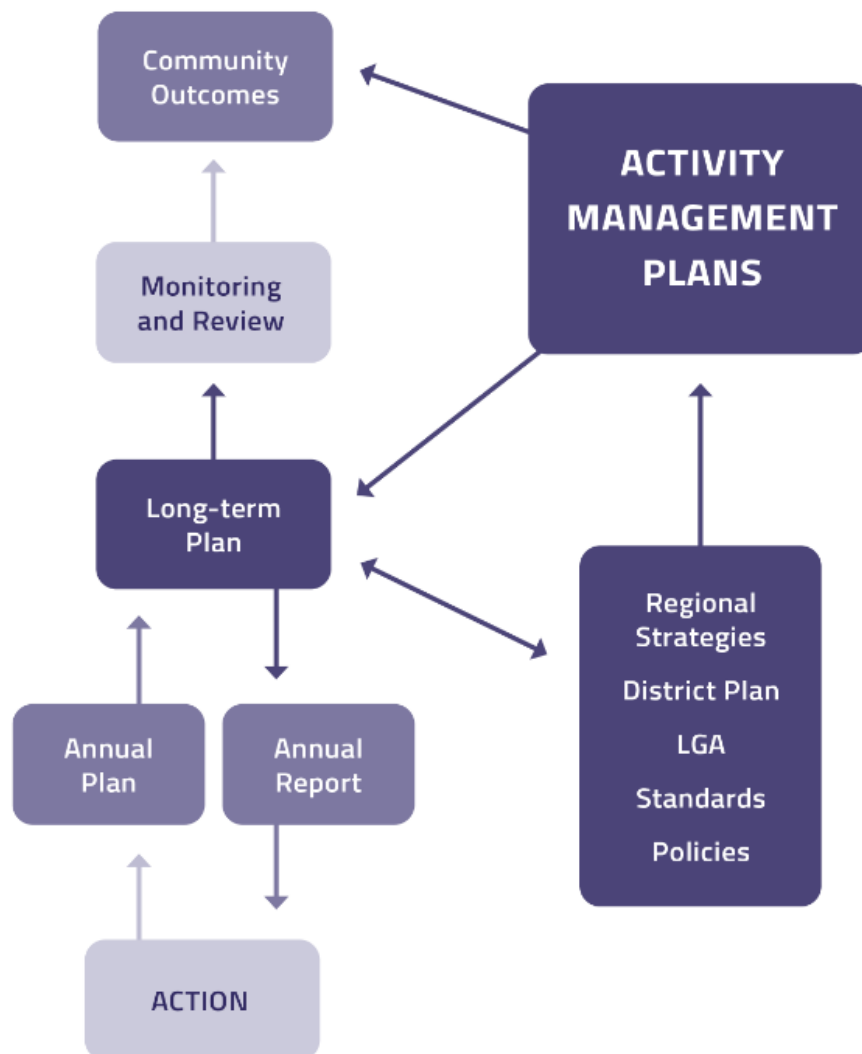 Community
Outcomes
ACTIVITY
MANAGEMENT
PLANS
Monitoring
and Review
Long-term
Plan
Regional
Strategies
District Plan
LGA
Standards
Policies
Annual
Plan
Annual
Report
ACTION